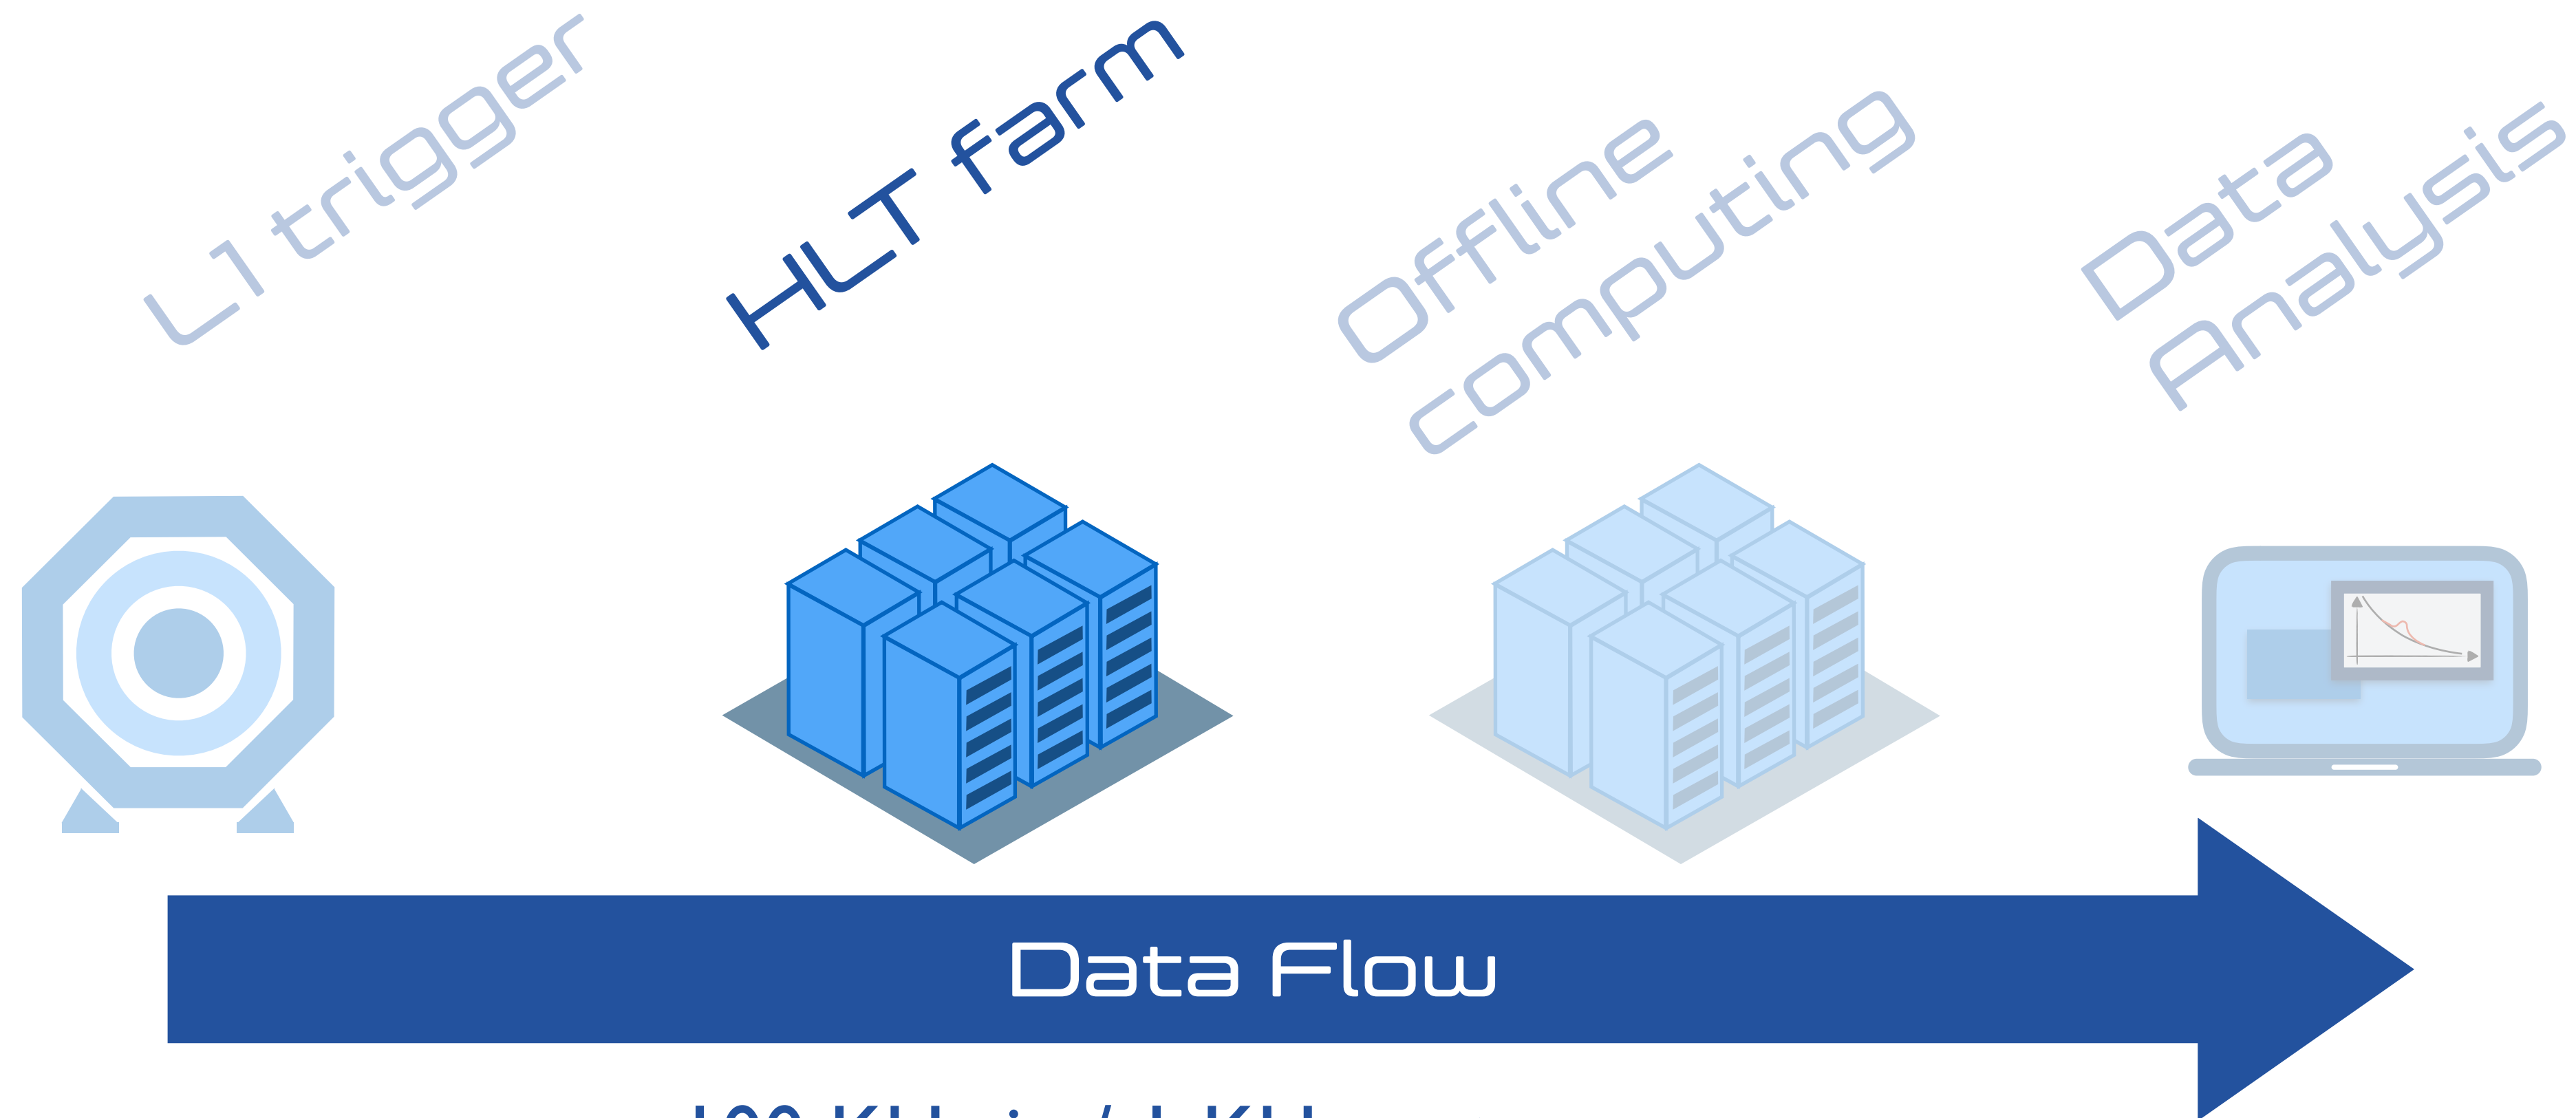 L1 trigger
HLT farm
Offline
computing
Data
Analysis
Data Flow